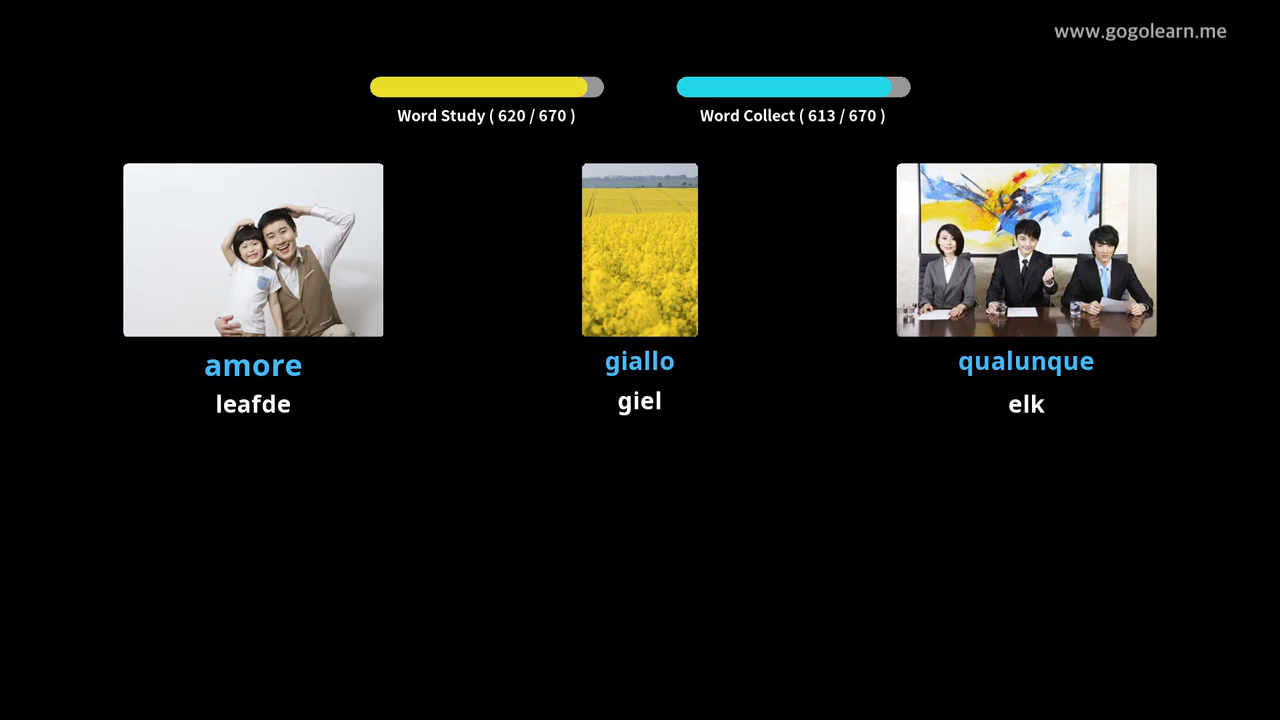 www.gogolearn.me
Word Study ( 620 / 670 )
Word Collect ( 613 / 670 )
amore
leafde
giallo
giel
qualunque
elk